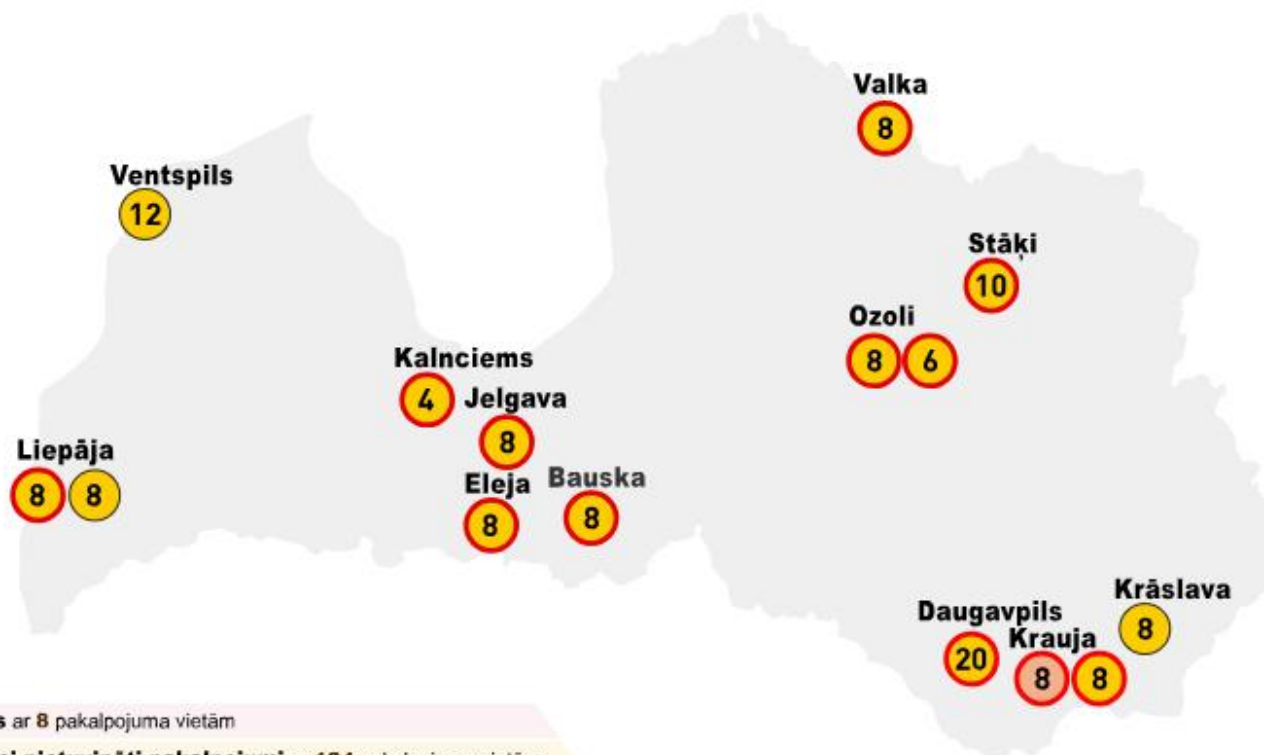 Valka
8
Ventspils
12
Stāķi
10
Ozoli
8 6
Kalnciems
4
Jelgava
8
Liepāja
8 8
Eleja
8
Bauska
8
Krāslava
8
Daugavpils
20
Krauja
8 8
ar 8 pakalpojuma vietām